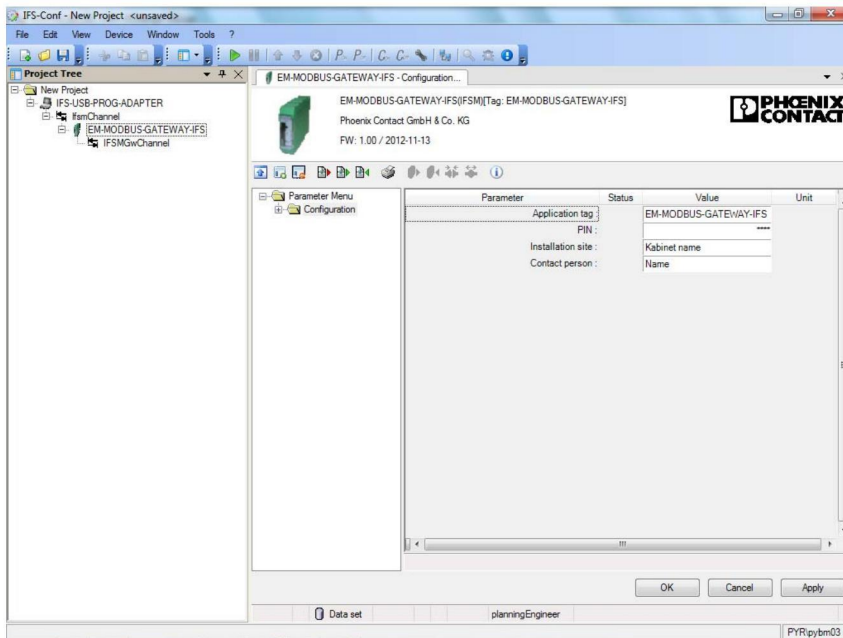 IFS-Conf - New Project <unsaved>
File Edit View Device Window Tools ?
Project Tree
New Project
IFS-USB-PROG-ADAPTER
IfsmChannel
EM-MODBUS-GATEWAY-IFS
IFSMGwChannel
EM-MODBUS-GATEWAY-IFS - Configuration...
EM-MODBUS-GATEWAY-IFS(IFSM)[Tag: EM-MODBUS-GATEWAY-IFS]
Phoenix Contact GmbH & Co. KG
FW: 1.00 / 2012-11-13
PHŒNIX
CONTACT
Parameter Menu
Configuration
Parameter Status Value Unit
Application tag : EM-MODBUS-GATEWAY-IFS
PIN : ****
Installation site : Kabinet name
Contact person : Name
OK Cancel Apply
Data set planningEngineer
PYR\pybm03